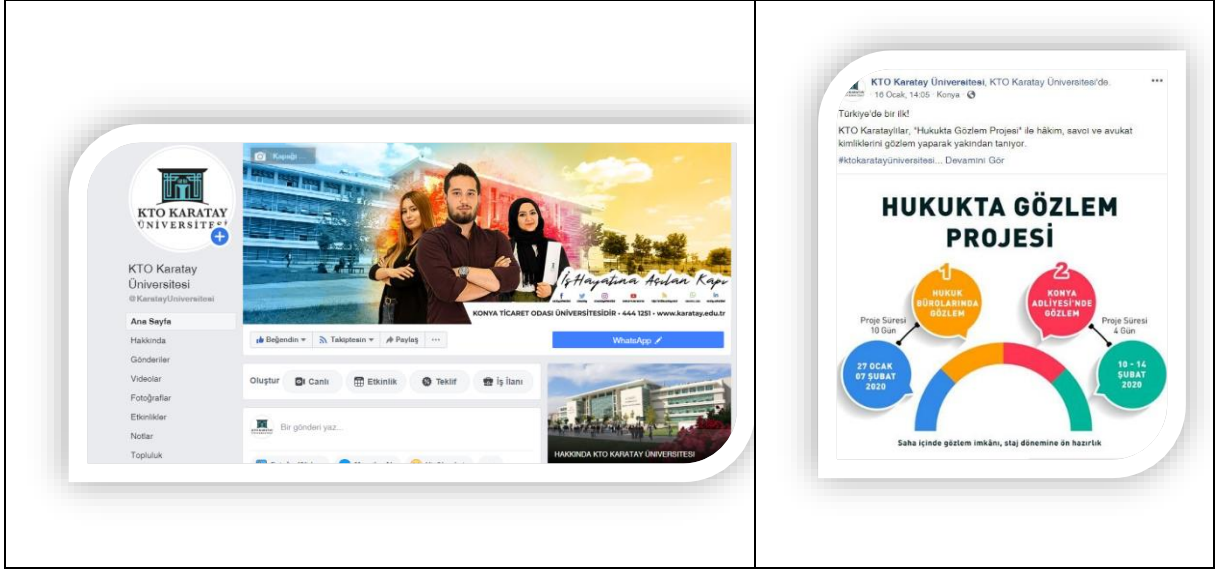 KTO KARATAY
ÜNİVERSİTESİ
KTO Karatay
Üniversitesi
@KaratayUniversitesi
Ana Sayfa
Hakkında
Gönderiler
Videolar
Fotoğraflar
Etkinlikler
Notlar
Topluluk
Kapağı
İş Hayatına Açılan Kapı
KONYA TİCARET ODASI ÜNİVERSİTESİDİR - 444 1251 - www.karatay.edu.tr
Beğendin
Takiptesin
Paylaş
...
WhatsApp
Oluştur
Canlı
Etkinlik
Teklif
İş İlanı
Bir gönderi yaz...
HAKKINDA KTO KARATAY ÜNİVERSİTESİ
KTO Karatay Üniversitesi, KTO Karatay Üniversitesi'de.
16 Ocak, 14:05 · Konya ·
Türkiye'de bir ilk!
KTO Karataylılar, "Hukukta Gözlem Projesi" ile hâkim, savcı ve avukat
kimliklerini gözlem yaparak yakından tanıyor.
#ktokaratayüniversitesi... Devamını Gör
HUKUKTA GÖZLEM
PROJESİ
1
HUKUK
BÜROLARINDA
GÖZLEM
2
KONYA
ADLİYESİ'NDE
GÖZLEM
Proje Süresi
10 Gün
Proje Süresi
4 Gün
27 OCAK
07 ŞUBAT
2020
10 - 14
ŞUBAT
2020
Saha içinde gözlem imkânı, staj dönemine ön hazırlık